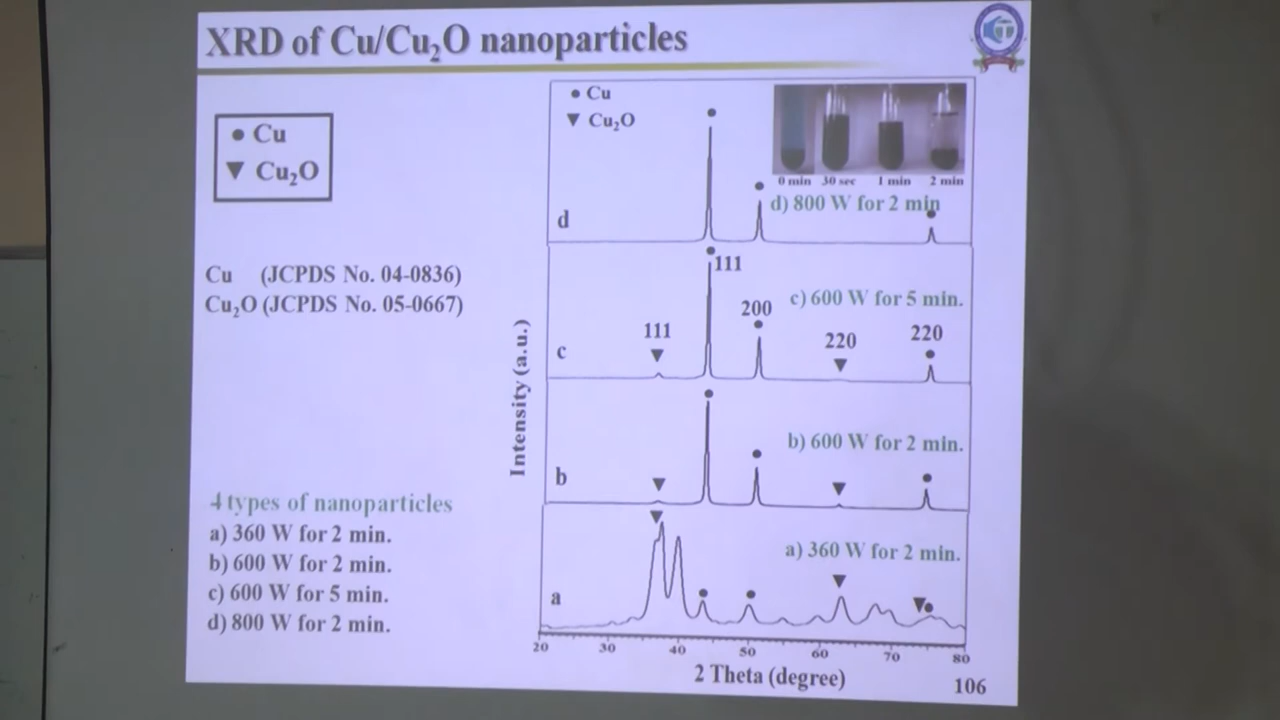 XRD of Cu/Cu₂O nanoparticles
● Cu
▼ Cu₂O
Cu (JCPDS No. 04-0836)
Cu₂O (JCPDS No. 05-0667)
4 types of nanoparticles
a) 360 W for 2 min.
b) 600 W for 2 min.
c) 600 W for 5 min.
d) 800 W for 2 min.
● Cu
▼ Cu₂O
0 min 30 sec 1 min 2 min
d) 800 W for 2 min
d
111
c) 600 W for 5 min.
200
111
220
220
c
b) 600 W for 2 min.
b
a) 360 W for 2 min.
a
Intensity (a.u.)
20 30 40 50 60 70 80
2 Theta (degree)
106